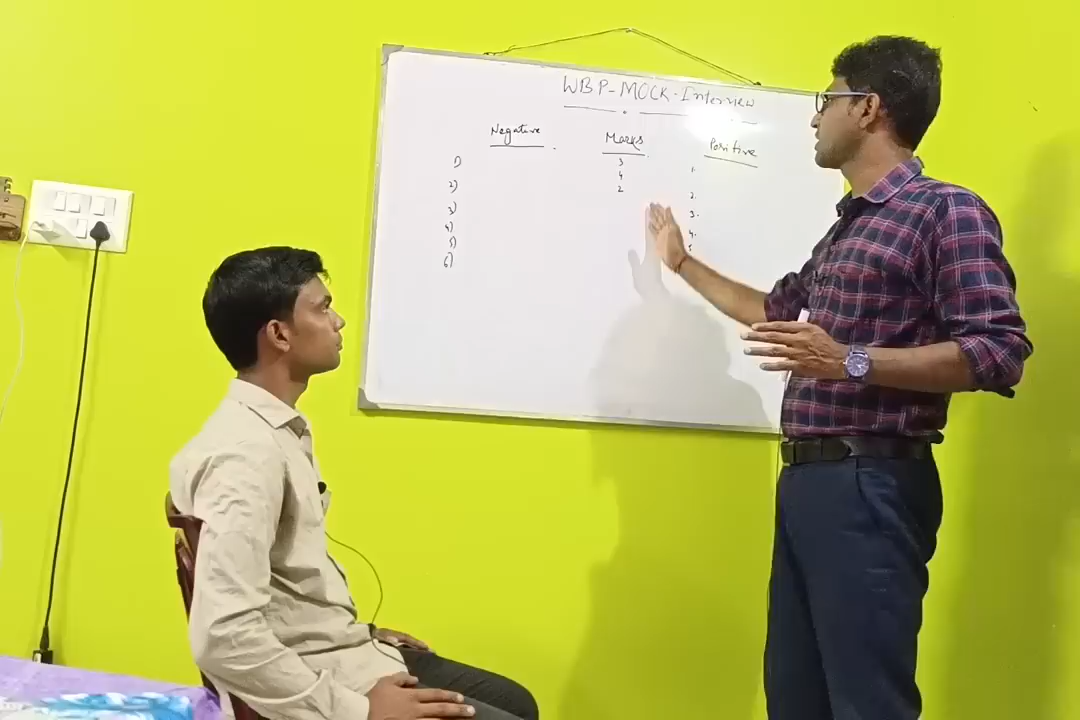 WBP-MOCK-Interview
Negative Marks Positive
1) 3 1.
2) 4 2.
3) 2 3.
4) 4.
5)
6)